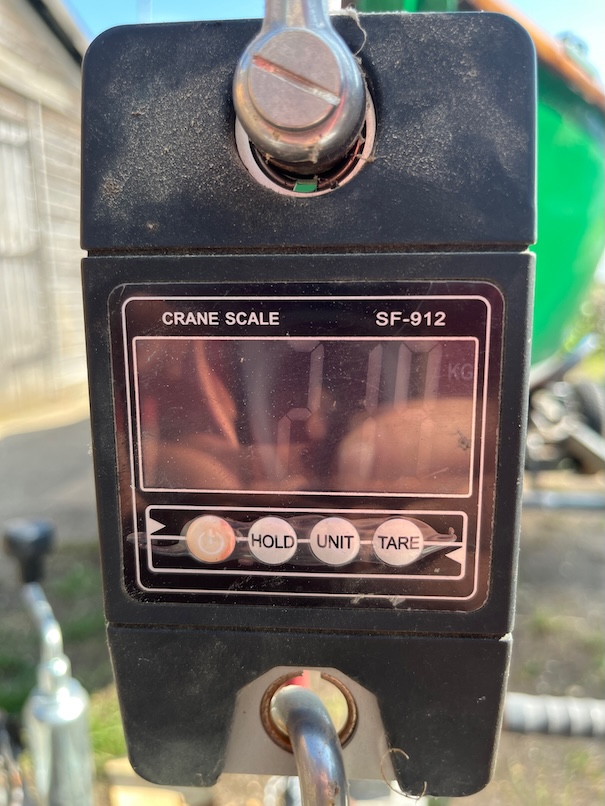 CRANE SCALE SF-912
KG
HOLD UNIT TARE